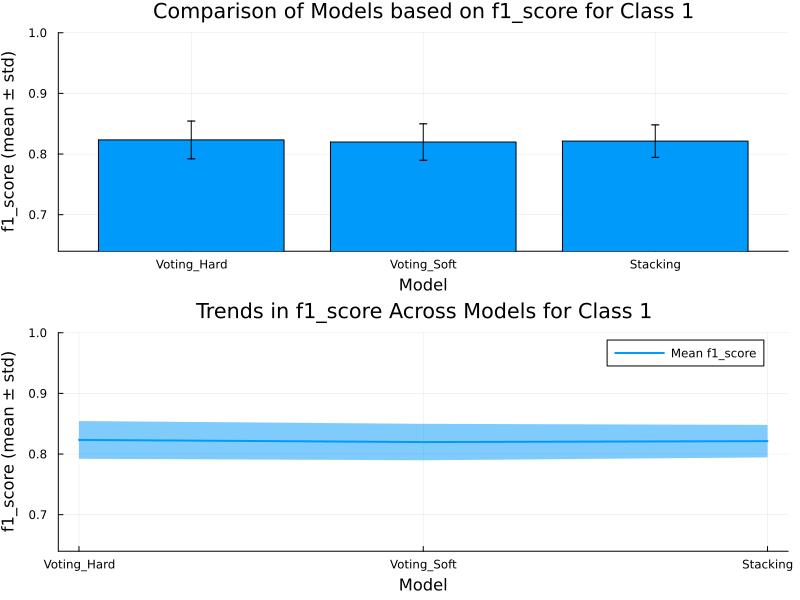 Comparison of Models based on f1_score for Class 1
f1_score (mean ± std)
1.0
0.9
0.8
0.7
Voting_Hard
Voting_Soft
Stacking
Model
Trends in f1_score Across Models for Class 1
f1_score (mean ± std)
1.0
0.9
0.8
0.7
Mean f1_score
Voting_Hard
Voting_Soft
Stacking
Model